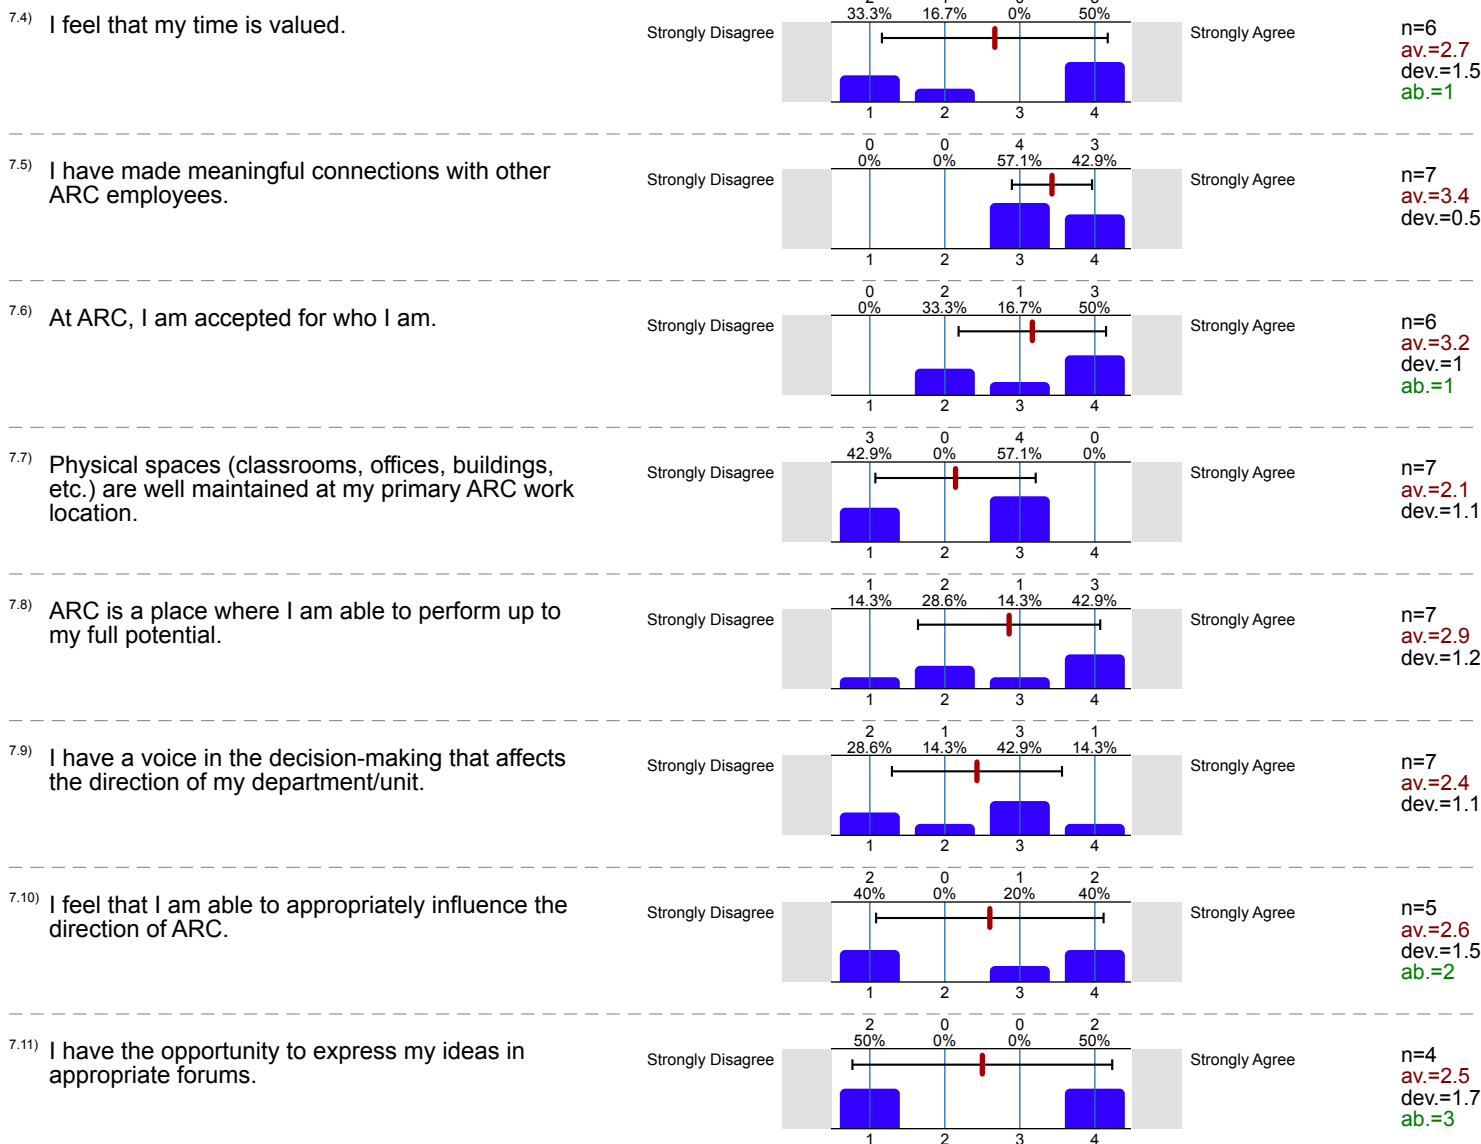 33.3% 16.7% 0% 50%
7.4) I feel that my time is valued.
Strongly Disagree
Strongly Agree
n=6
av.=2.7
dev.=1.5
ab.=1
1 2 3 4
0 0 4 3
0% 0% 57.1% 42.9%
7.5) I have made meaningful connections with other
ARC employees.
Strongly Disagree
Strongly Agree
n=7
av.=3.4
dev.=0.5
1 2 3 4
0 2 1 3
0% 33.3% 16.7% 50%
7.6) At ARC, I am accepted for who I am.
Strongly Disagree
Strongly Agree
n=6
av.=3.2
dev.=1
ab.=1
1 2 3 4
3 0 4 0
42.9% 0% 57.1% 0%
7.7) Physical spaces (classrooms, offices, buildings,
etc.) are well maintained at my primary ARC work
location.
Strongly Disagree
Strongly Agree
n=7
av.=2.1
dev.=1.1
1 2 3 4
1 2 1 3
14.3% 28.6% 14.3% 42.9%
7.8) ARC is a place where I am able to perform up to
my full potential.
Strongly Disagree
Strongly Agree
n=7
av.=2.9
dev.=1.2
1 2 3 4
2 1 3 1
28.6% 14.3% 42.9% 14.3%
7.9) I have a voice in the decision-making that affects
the direction of my department/unit.
Strongly Disagree
Strongly Agree
n=7
av.=2.4
dev.=1.1
1 2 3 4
2 0 1 2
40% 0% 20% 40%
7.10) I feel that I am able to appropriately influence the
direction of ARC.
Strongly Disagree
Strongly Agree
n=5
av.=2.6
dev.=1.5
ab.=2
1 2 3 4
2 0 0 2
50% 0% 0% 50%
7.11) I have the opportunity to express my ideas in
appropriate forums.
Strongly Disagree
Strongly Agree
n=4
av.=2.5
dev.=1.7
ab.=3
1 2 3 4